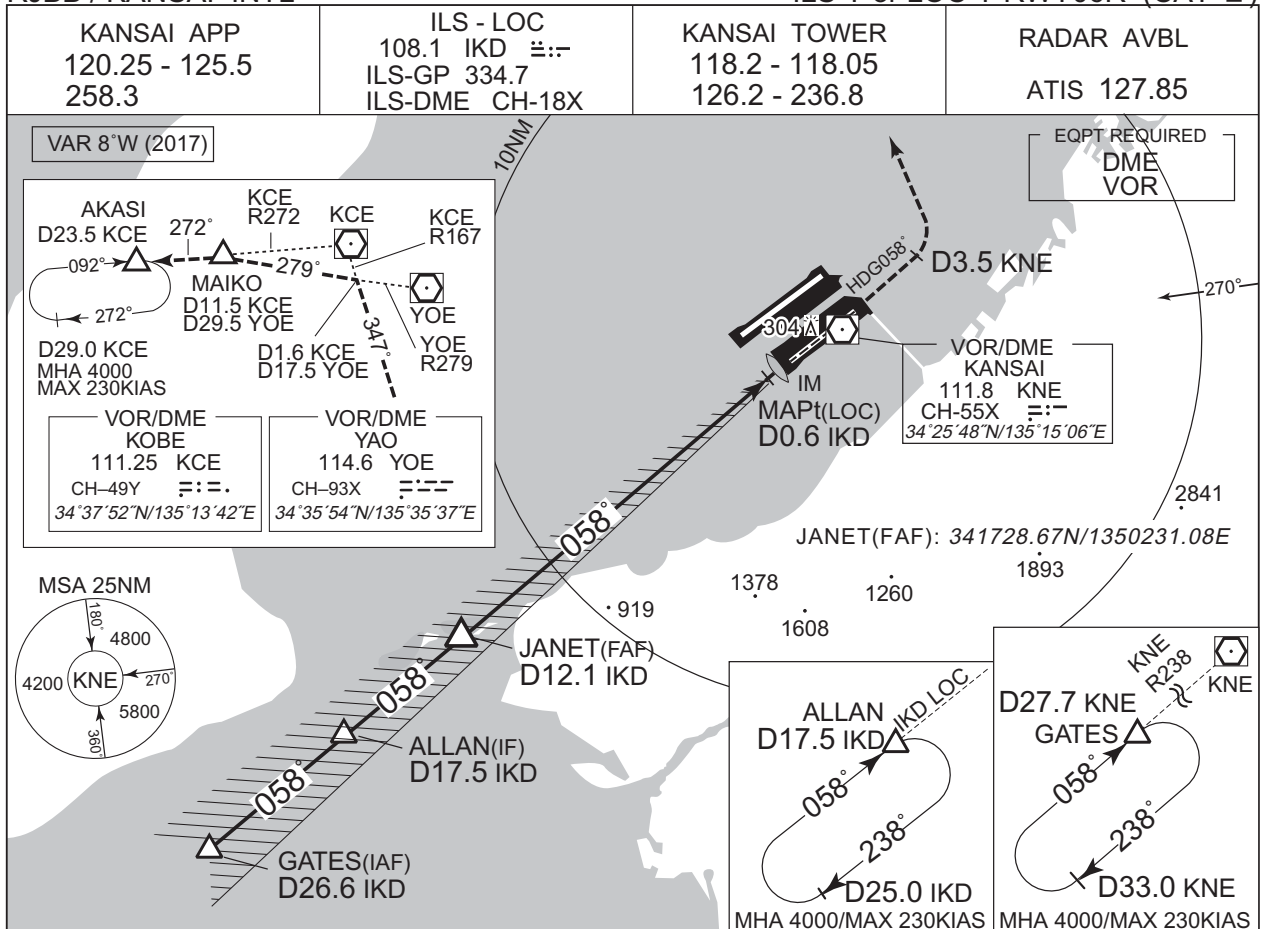 KANSAI APP
120.25 - 125.5
258.3
ILS - LOC
108.1 IKD
ILS-GP 334.7
ILS-DME CH-18X
KANSAI TOWER
118.2 - 118.05
126.2 - 236.8
RADAR AVBL
ATIS 127.85
VAR 8°W (2017)
10NM
EQPT REQUIRED
DME
VOR
AKASI
D23.5 KCE
272°
KCE
R272
KCE
KCE
R167
092°
279°
MAIKO
D11.5 KCE
D29.5 YOE
272°
YOE
D29.0 KCE
MHA 4000
MAX 230KIAS
D1.6 KCE
D17.5 YOE
347°
YOE
R279
VOR/DME
KOBE
111.25 KCE
CH–49Y
34°37´52˝N/135°13´42˝E
VOR/DME
YAO
114.6 YOE
CH–93X
34°35´54˝N/135°35´37˝E
HDG058°
D3.5 KNE
270°
304
IM
MAPt(LOC)
D0.6 IKD
VOR/DME
KANSAI
111.8 KNE
CH-55X
34°25´48˝N/135°15´06˝E
2841
058°
JANET(FAF): 341728.67N/1350231.08E
1893
1378
1260
919
1608
MSA 25NM
180°
4800
4200
KNE
270°
5800
360°
JANET(FAF)
D12.1 IKD
058°
ALLAN(IF)
D17.5 IKD
058°
GATES(IAF)
D26.6 IKD
ALLAN
D17.5 IKD
IKD LOC
058°
238°
D25.0 IKD
MHA 4000/MAX 230KIAS
KNE
R238
KNE
D27.7 KNE
GATES
058°
238°
D33.0 KNE
MHA 4000/MAX 230KIAS